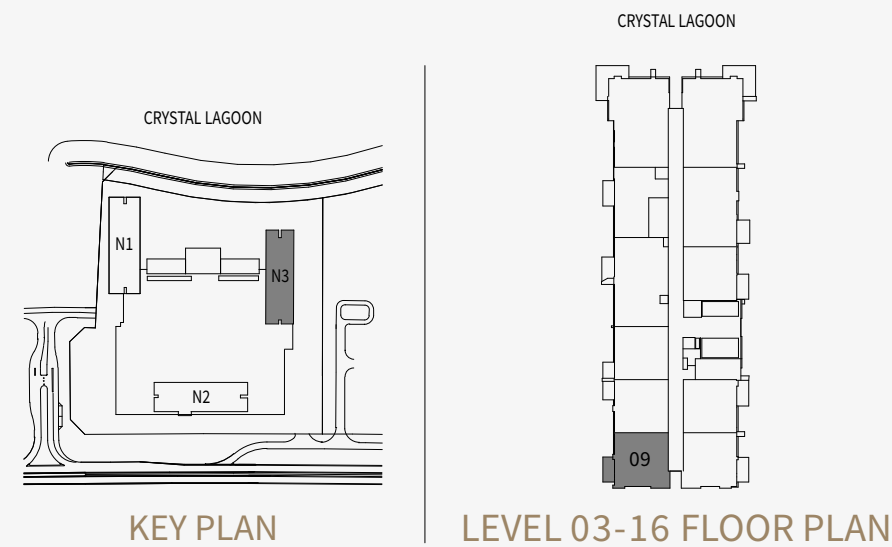 CRYSTAL LAGOON
CRYSTAL LAGOON
N1
N3
N2
09
KEY PLAN
LEVEL 03-16 FLOOR PLAN